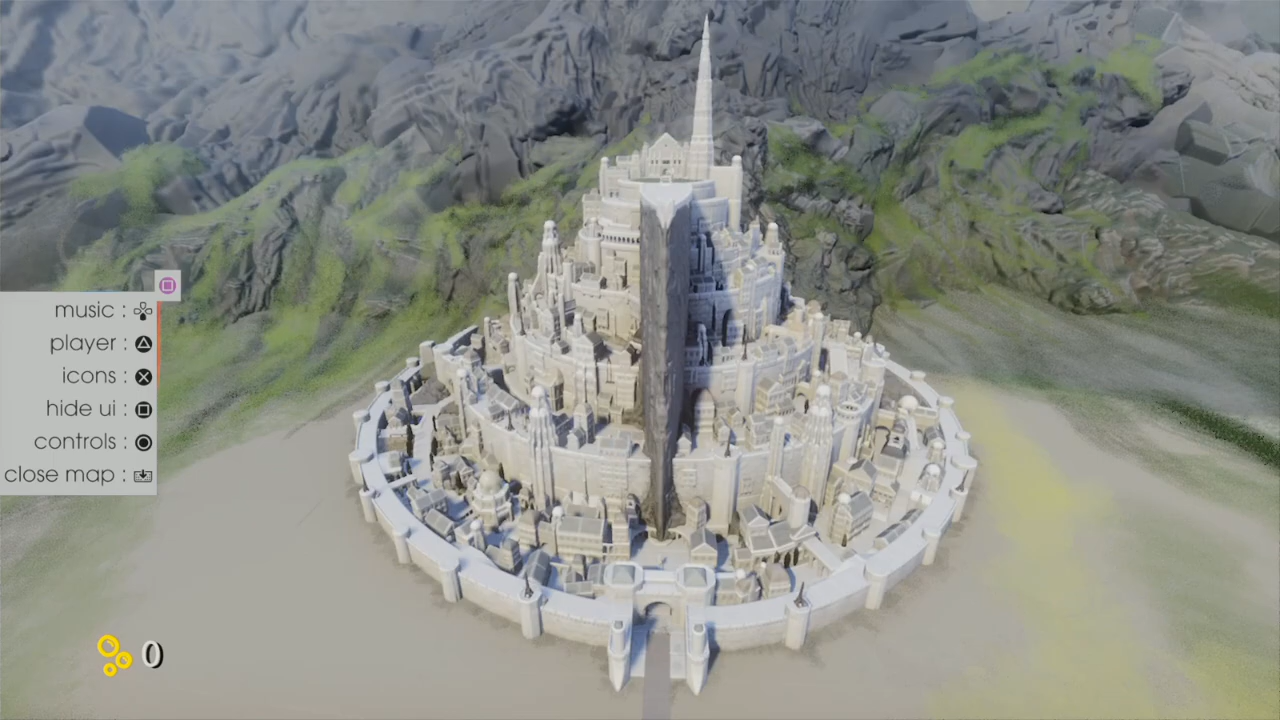 music :
player :
icons :
hide ui :
controls :
close map :
0